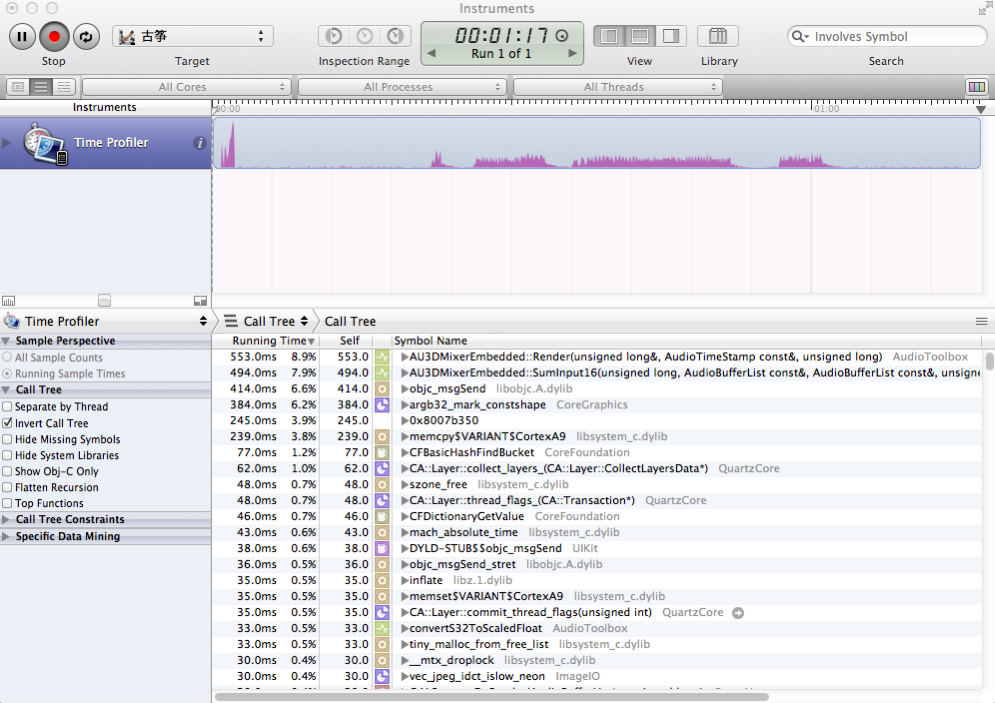 Instruments
古筝
00:01:17
Run 1 of 1
Involves Symbol
Stop
Target
Inspection Range
View
Library
Search
All Cores
All Processes
All Threads
Instruments
00:00
01:00
Time Profiler
Time Profiler
Call Tree
Call Tree
Sample Perspective
All Sample Counts
Running Sample Times
Call Tree
Separate by Thread
Invert Call Tree
Hide Missing Symbols
Hide System Libraries
Show Obj-C Only
Flatten Recursion
Top Functions
Call Tree Constraints
Specific Data Mining
Running Time Self Symbol Name
553.0ms 8.9% 553.0 AU3DMixerEmbedded::Render(unsigned long&, AudioTimeStamp const&, unsigned long) AudioToolbox
494.0ms 7.9% 494.0 AU3DMixerEmbedded::SumInput16(unsigned long, AudioBufferList const&, AudioBufferList const&, unsigne
414.0ms 6.6% 414.0 objc_msgSend libobjc.A.dylib
384.0ms 6.2% 384.0 argb32_mark_constshape CoreGraphics
245.0ms 3.9% 245.0 0x8007b350
239.0ms 3.8% 239.0 memcpy$VARIANT$CortexA9 libsystem_c.dylib
77.0ms 1.2% 77.0 CFBasicHashFindBucket CoreFoundation
62.0ms 1.0% 62.0 CA::Layer::collect_layers_(CA::Layer::CollectLayersData*) QuartzCore
48.0ms 0.7% 48.0 szone_free libsystem_c.dylib
48.0ms 0.7% 48.0 CA::Layer::thread_flags_(CA::Transaction*) QuartzCore
46.0ms 0.7% 46.0 CFDictionaryGetValue CoreFoundation
43.0ms 0.6% 43.0 mach_absolute_time libsystem_c.dylib
38.0ms 0.6% 38.0 DYLD-STUB$$objc_msgSend UIKit
36.0ms 0.5% 36.0 objc_msgSend_stret libobjc.A.dylib
35.0ms 0.5% 35.0 inflate libz.1.dylib
35.0ms 0.5% 35.0 memset$VARIANT$CortexA9 libsystem_c.dylib
35.0ms 0.5% 35.0 CA::Layer::commit_thread_flags(unsigned int) QuartzCore
33.0ms 0.5% 33.0 convertS32ToScaledFloat AudioToolbox
33.0ms 0.5% 33.0 tiny_malloc_from_free_list libsystem_c.dylib
30.0ms 0.4% 30.0 __mtx_droplock libsystem_c.dylib
30.0ms 0.4% 30.0 vec_jpeg_idct_islow_neon ImageIO